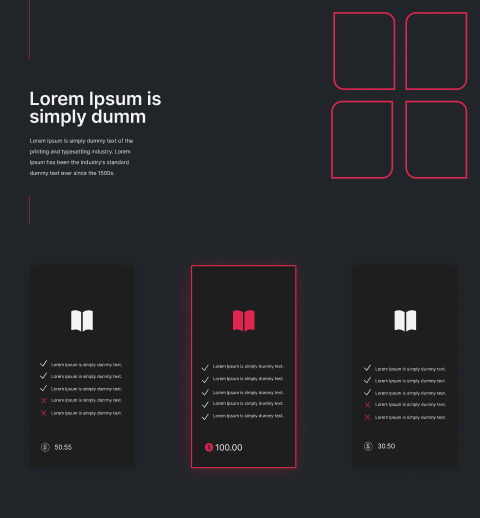 Lorem Ipsum is
simply dumm
Lorem Ipsum is simply dummy text of the
printing and typesetting industry. Lorem
Ipsum has been the industry's standard
dummy text ever since the 1500s.
Lorem Ipsum is simply dummy text.
Lorem Ipsum is simply dummy text.
Lorem Ipsum is simply dummy text.
Lorem Ipsum is simply dummy text.
Lorem Ipsum is simply dummy text.
$ 50.55
Lorem Ipsum is simply dummy text.
Lorem Ipsum is simply dummy text.
Lorem Ipsum is simply dummy text.
Lorem Ipsum is simply dummy text.
Lorem Ipsum is simply dummy text.
$ 100.00
Lorem Ipsum is simply dummy text.
Lorem Ipsum is simply dummy text.
Lorem Ipsum is simply dummy text.
Lorem Ipsum is simply dummy text.
Lorem Ipsum is simply dummy text.
$ 30.50